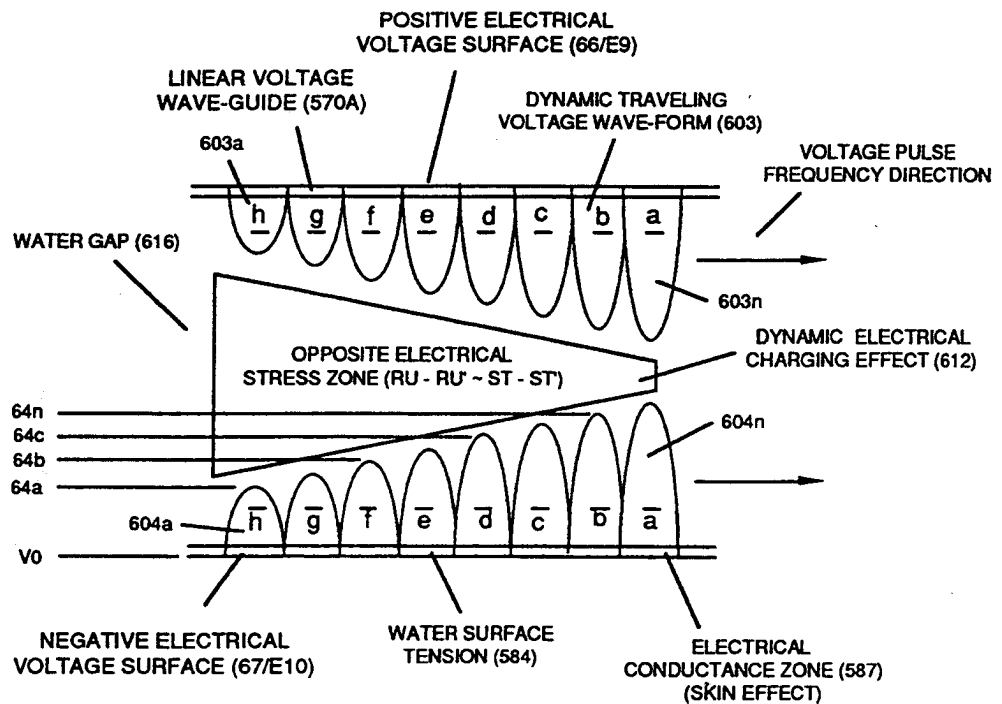 POSITIVE ELECTRICAL
VOLTAGE SURFACE (66/E9)
LINEAR VOLTAGE
WAVE-GUIDE (570A)
DYNAMIC TRAVELING
VOLTAGE WAVE-FORM (603)
603a
VOLTAGE PULSE
FREQUENCY DIRECTION
h g f e d c b a
WATER GAP (616)
603n
OPPOSITE ELECTRICAL
STRESS ZONE (RU - RU' ~ ST - ST')
DYNAMIC ELECTRICAL
CHARGING EFFECT (612)
64n
64c
64b
64a
604n
604a
h g f e d c b a
V0
NEGATIVE ELECTRICAL
VOLTAGE SURFACE (67/E10)
WATER SURFACE
TENSION (584)
ELECTRICAL
CONDUCTANCE ZONE (587)
(SKIN EFFECT)